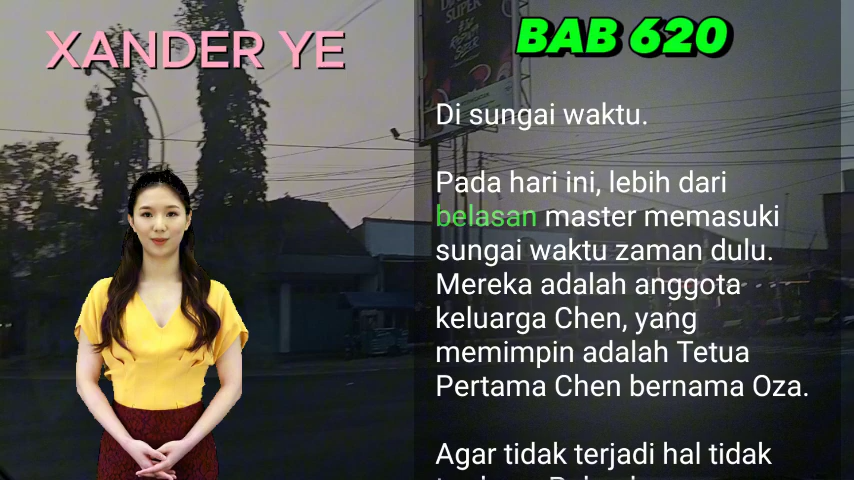 XANDER YE
BAB 620
Di sungai waktu.
Pada hari ini, lebih dari
belasan master memasuki
sungai waktu zaman dulu.
Mereka adalah anggota
keluarga Chen, yang
memimpin adalah Tetua
Pertama Chen bernama Oza.
Agar tidak terjadi hal tidak
SUPER